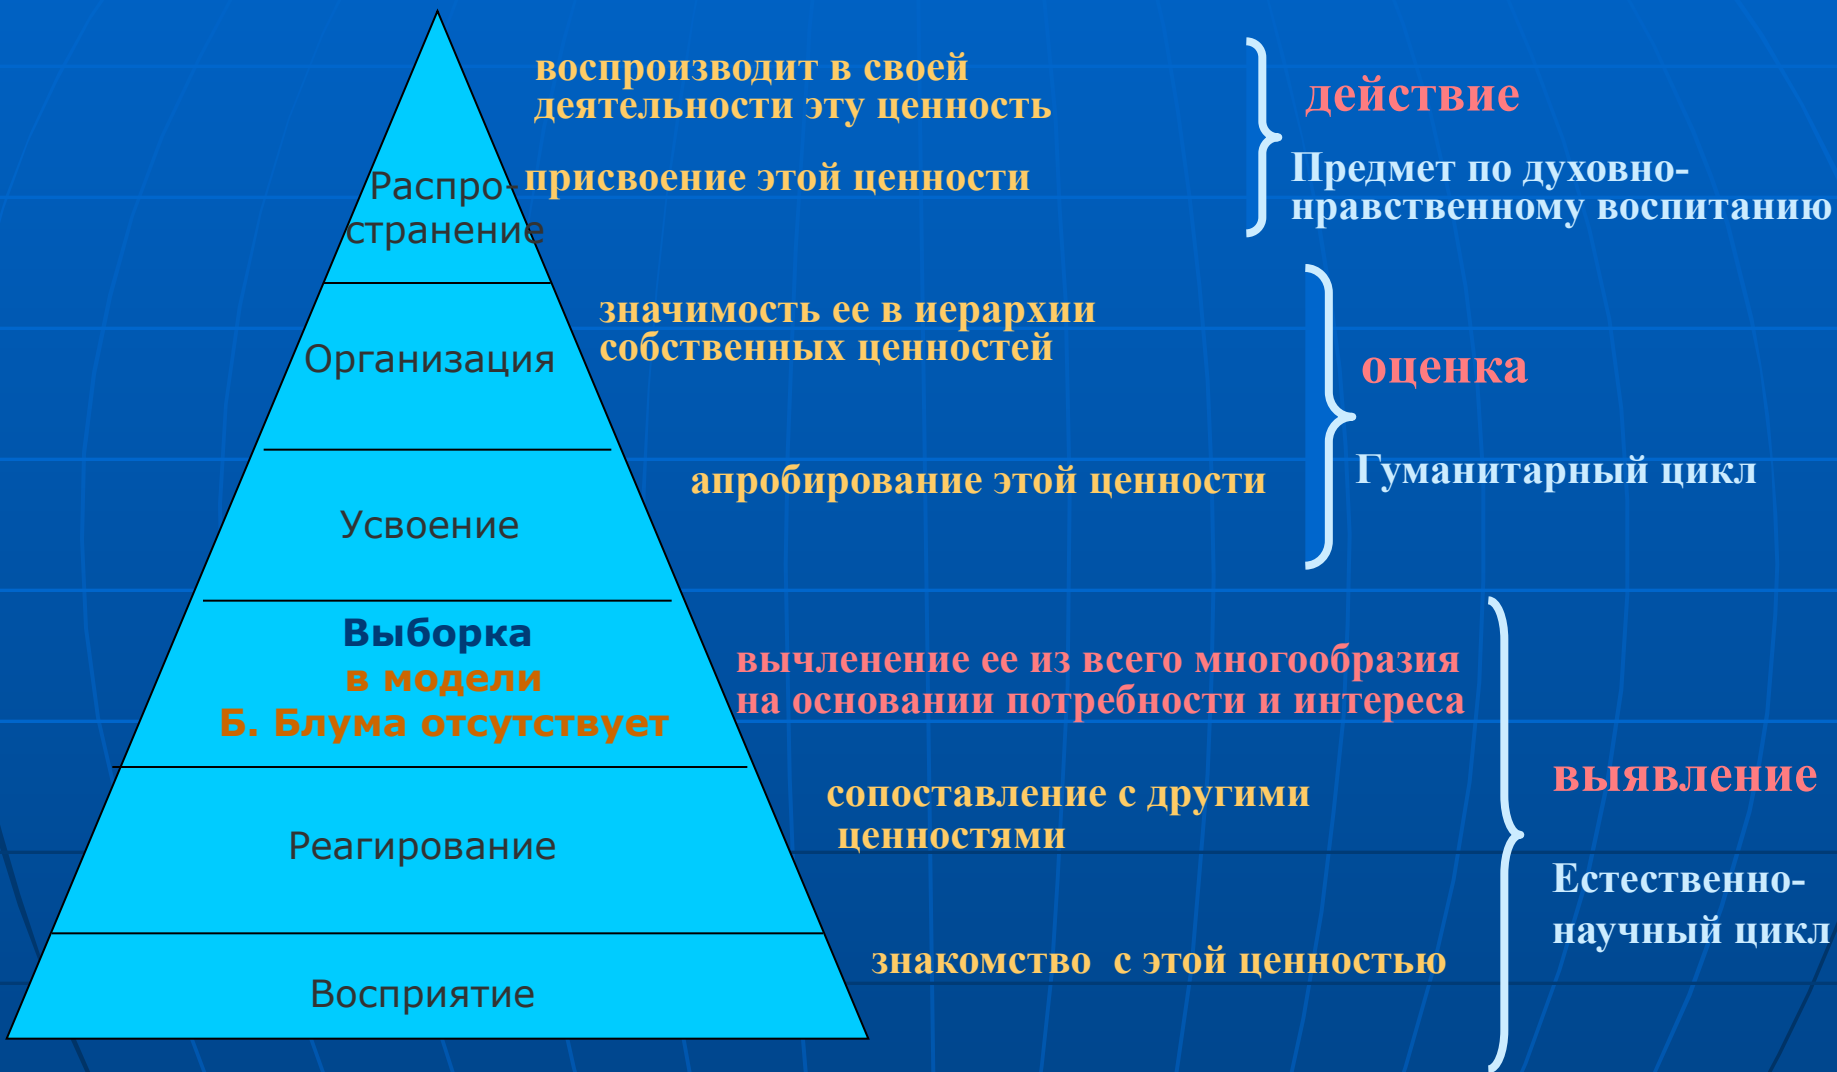 воспроизводит в своей
деятельности эту ценность
действие
Распро-
странение
присвоение этой ценности
Предмет по духовно-
нравственному воспитанию
Организация
значимость ее в иерархии
собственных ценностей
оценка
Усвоение
апробирование этой ценности
Гуманитарный цикл
Выборка
в модели
Б. Блума отсутствует
вычленение ее из всего многообразия
на основании потребности и интереса
выявление
Реагирование
сопоставление с другими
ценностями
Естественно-
научный цикл
Восприятие
знакомство с этой ценностью